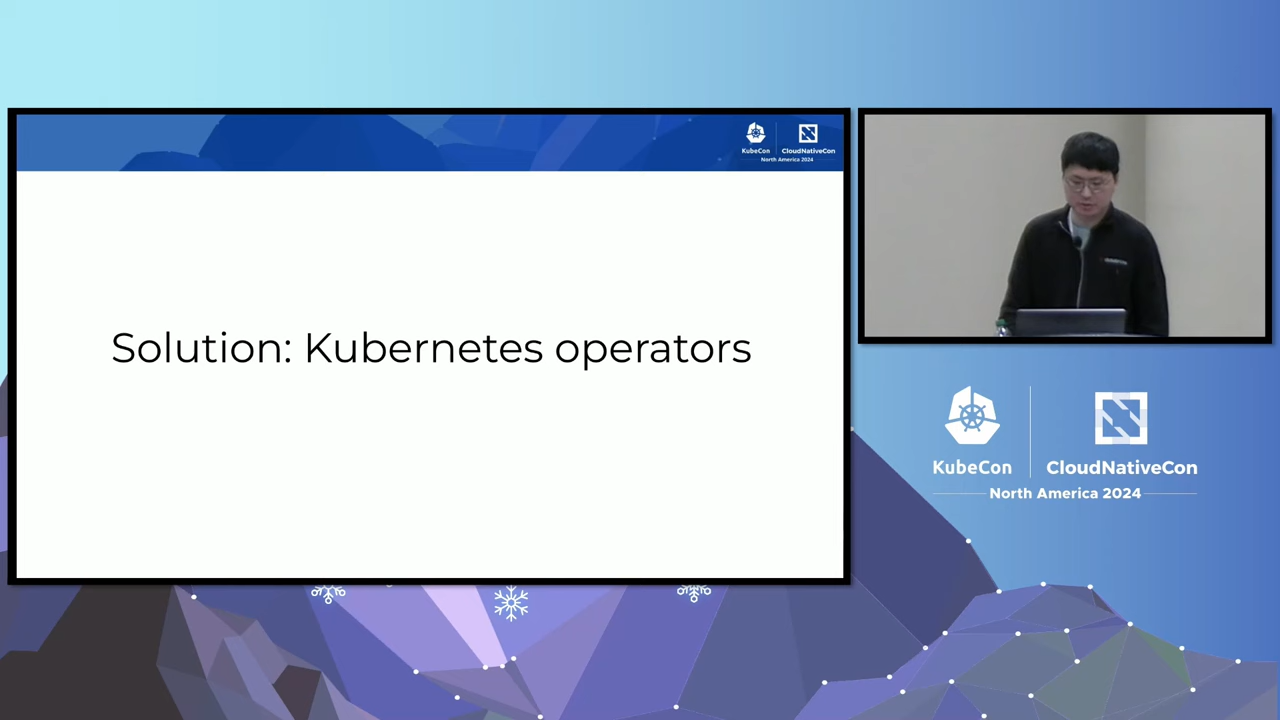 KubeCon
CloudNativeCon
North America 2024
Solution: Kubernetes operators
KubeCon
CloudNativeCon
North America 2024